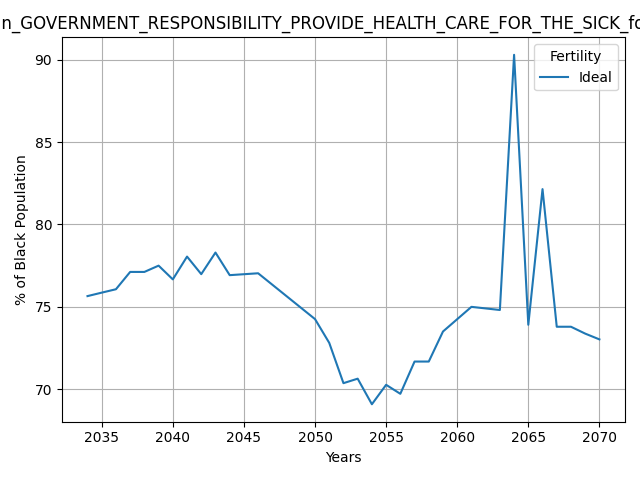 n_GOVERNMENT_RESPONSIBILITY_PROVIDE_HEALTH_CARE_FOR_THE_SICK_fo
90
85
80
75
70
% of Black Population
Fertility
Ideal
2035 2040 2045 2050 2055 2060 2065 2070
Years